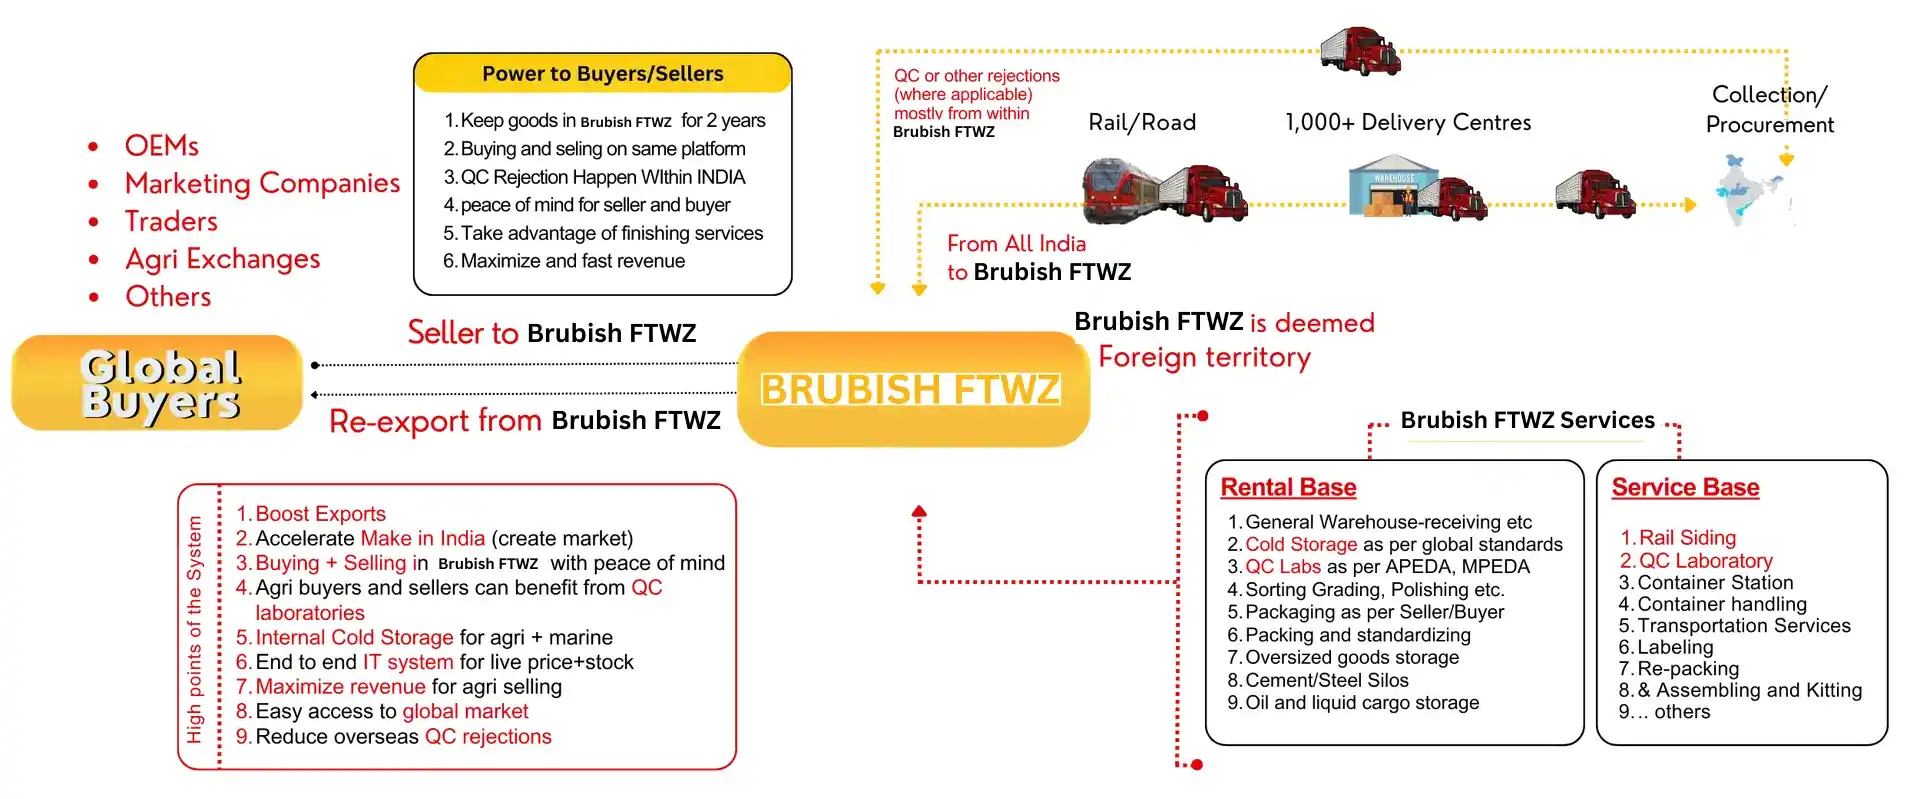 OEMs
Marketing Companies
Traders
Agri Exchanges
Others
Global
Buyers
Power to Buyers/Sellers
1. Keep goods in Brubish FTWZ for 2 years
2. Buying and seling on same platform
3. QC Rejection Happen WIthin INDIA
4. peace of mind for seller and buyer
5. Take advantage of finishing services
6. Maximize and fast revenue
Seller to Brubish FTWZ
Re-export from Brubish FTWZ
BRUBISH FTWZ
QC or other rejections
(where applicable)
mostly from within
Brubish FTWZ
Rail/Road
1,000+ Delivery Centres
WAREHOUSE
Collection/
Procurement
From All India
to Brubish FTWZ
Brubish FTWZ is deemed
Foreign territory
High points of the System
1. Boost Exports
2. Accelerate Make in India (create market)
3. Buying + Selling in Brubish FTWZ with peace of mind
4. Agri buyers and sellers can benefit from QC
laboratories
5. Internal Cold Storage for agri + marine
6. End to end IT system for live price+stock
7. Maximize revenue for agri selling
8. Easy access to global market
9. Reduce overseas QC rejections
Brubish FTWZ Services
Rental Base
1. General Warehouse-receiving etc
2. Cold Storage as per global standards
3. QC Labs as per APEDA, MPEDA
4. Sorting Grading, Polishing etc.
5. Packaging as per Seller/Buyer
6. Packing and standardizing
7. Oversized goods storage
8. Cement/Steel Silos
9. Oil and liquid cargo storage
Service Base
1. Rail Siding
2. QC Laboratory
3. Container Station
4. Container handling
5. Transportation Services
6. Labeling
7. Re-packing
8. & Assembling and Kitting
9. .. others